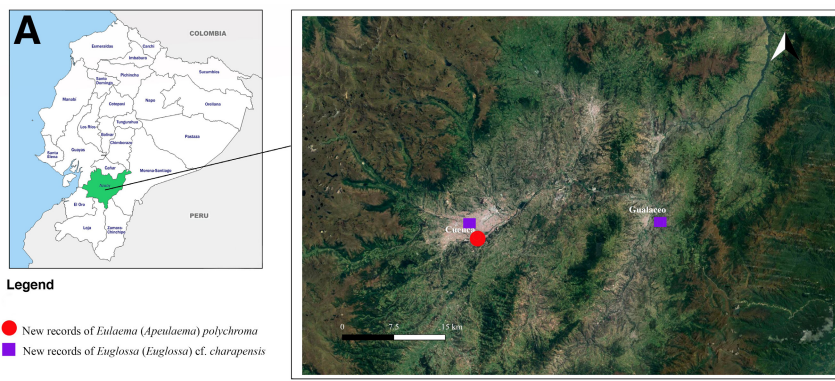 A
COLOMBIA
Esmeraldas
Carchi
Imbabura
Santo
Domingo
Pichincha
Sucumbíos
Manabí
Cotopaxi
Napo
Orellana
Los Ríos
Tungurahua
Bolívar
Chimborazo
Pastaza
Santa
Elena
Guayas
Cañar
Morona-Santiago
Azuay
El Oro
PERU
Loja
Zamora-
Chinchipe
Cuenca
Gualaceo
0 7.5 15 km
Legend
New records of Eulaema (Apeulaema) polychroma
New records of Euglossa (Euglossa) cf. charapensis